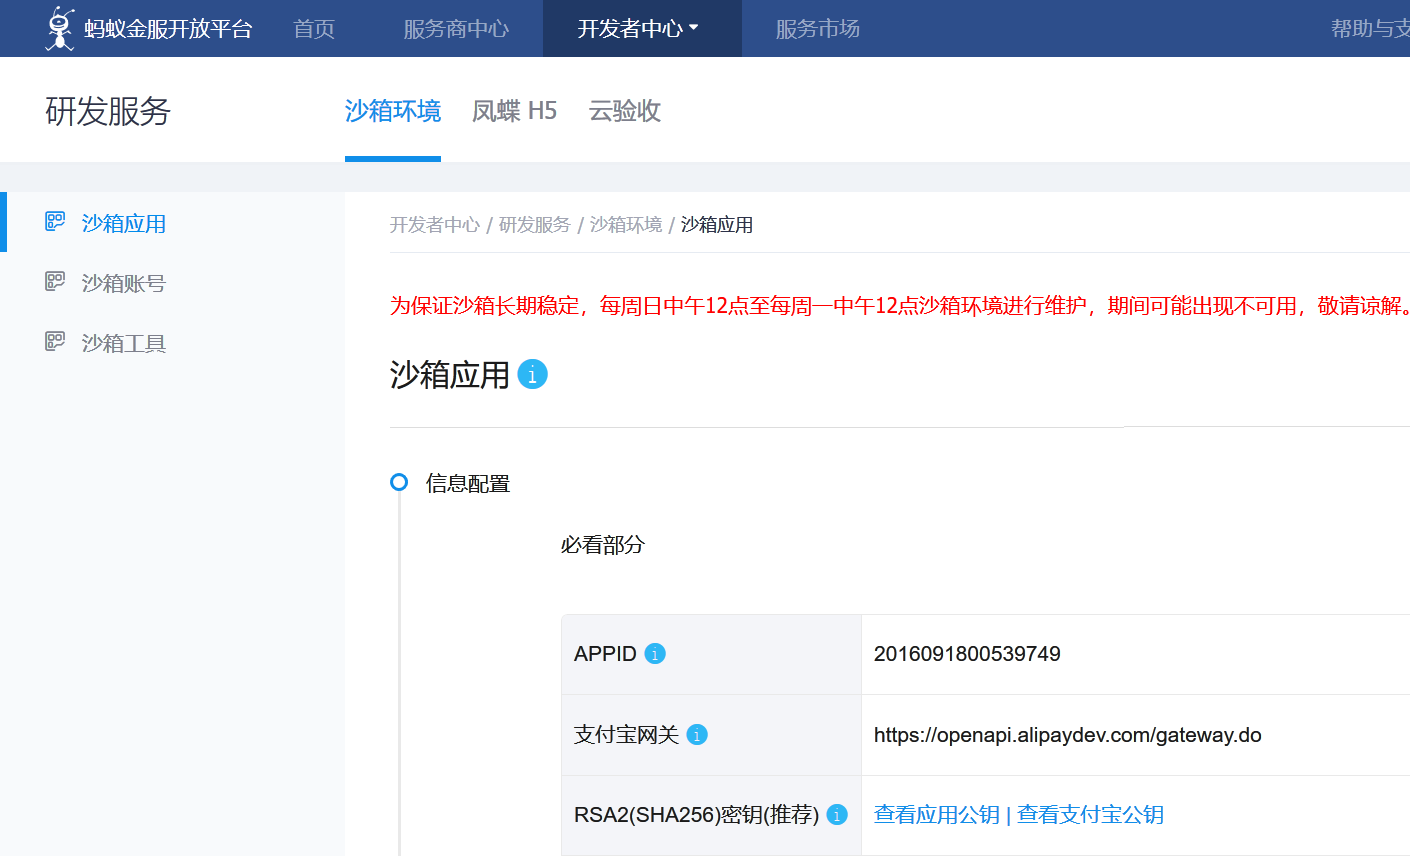 蚂蚁金服开放平台 首页 服务商中心 开发者中心 服务市场 帮助与支
研发服务 沙箱环境 凤蝶 H5 云验收
沙箱应用
沙箱账号
沙箱工具
开发者中心 / 研发服务 / 沙箱环境 / 沙箱应用
为保证沙箱长期稳定，每周日中午12点至每周一中午12点沙箱环境进行维护，期间可能出现不可用，敬请谅解。
沙箱应用
信息配置
必看部分
APPID 2016091800539749
支付宝网关 https://openapi.alipaydev.com/gateway.do
RSA2(SHA256)密钥(推荐) 查看应用公钥 | 查看支付宝公钥